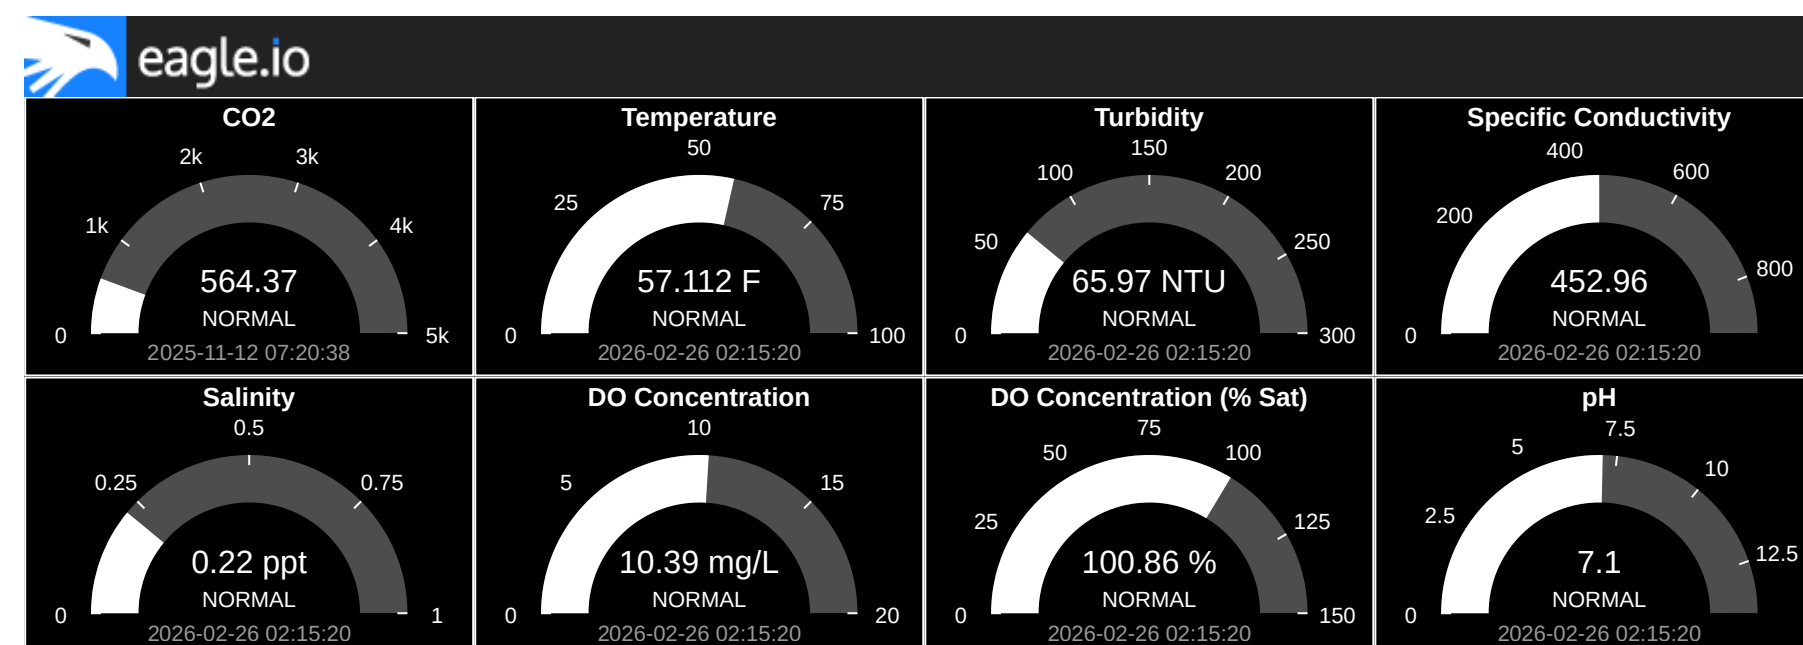 eagle.io
CO2
0
1k
2k
3k
4k
5k
564.37
NORMAL
2025-11-12 07:20:38
Temperature
0
25
50
75
100
57.112 F
NORMAL
2026-02-26 02:15:20
Turbidity
0
50
100
150
200
250
300
65.97 NTU
NORMAL
2026-02-26 02:15:20
Specific Conductivity
0
200
400
600
800
452.96
NORMAL
2026-02-26 02:15:20
Salinity
0
0.25
0.5
0.75
1
0.22 ppt
NORMAL
2026-02-26 02:15:20
DO Concentration
0
5
10
15
20
10.39 mg/L
NORMAL
2026-02-26 02:15:20
DO Concentration (% Sat)
0
25
50
75
100
125
150
100.86 %
NORMAL
2026-02-26 02:15:20
pH
0
2.5
5
7.5
10
12.5
7.1
NORMAL
2026-02-26 02:15:20